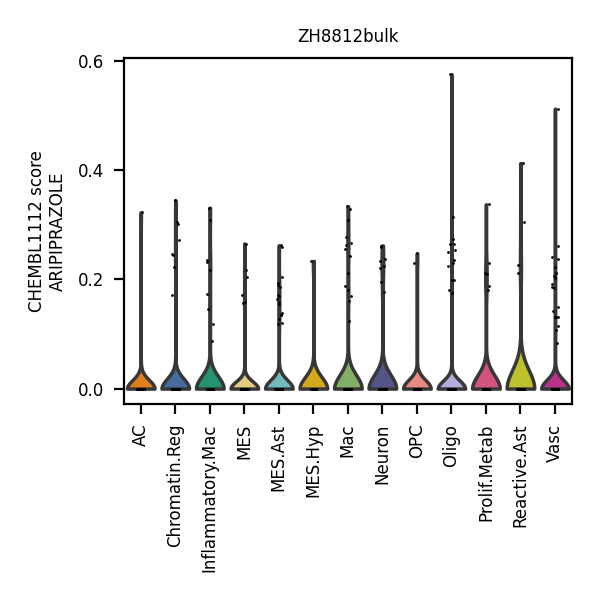 ZH8812bulk
CHEMBL1112 score
ARIPIPRAZOLE
0.6
0.4
0.2
0.0
AC
Chromatin.Reg
Inflammatory.Mac
MES
MES.Ast
MES.Hyp
Mac
Neuron
OPC
Oligo
Prolif.Metab
Reactive.Ast
Vasc